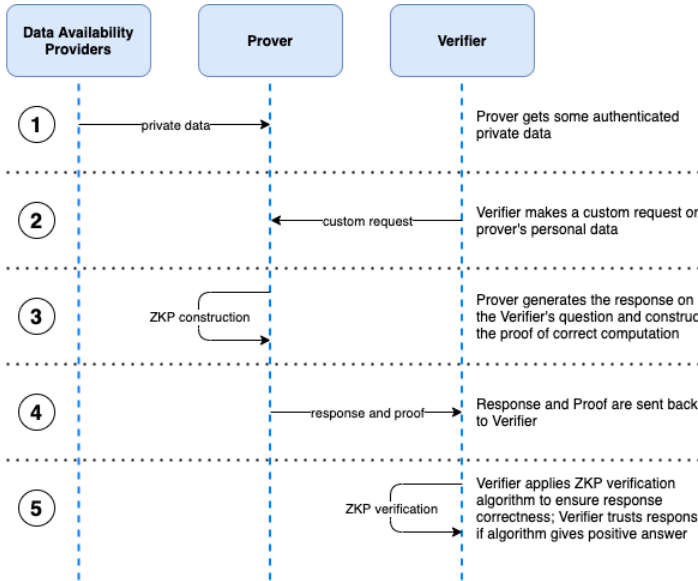 Data Availability
Providers
Prover
Verifier
1
private data
Prover gets some authenticated
private data
2
custom request
Verifier makes a custom request on
prover's personal data
3
ZKP construction
Prover generates the response on
the Verifier's question and construc
the proof of correct computation
4
response and proof
Response and Proof are sent back
to Verifier
5
ZKP verification
Verifier applies ZKP verification
algorithm to ensure response
correctness; Verifier trusts respons
if algorithm gives positive answer